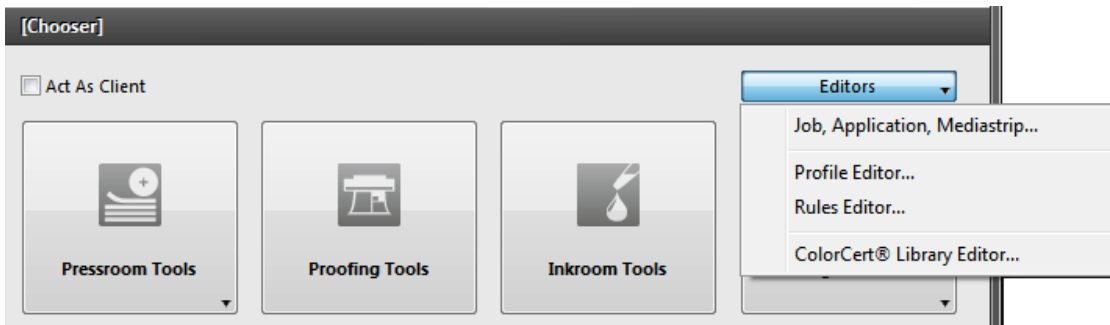 [Chooser]
Act As Client
Editors
Job, Application, Mediastrip...
Profile Editor...
Rules Editor...
ColorCert® Library Editor...
Pressroom Tools
Proofing Tools
Inkroom Tools